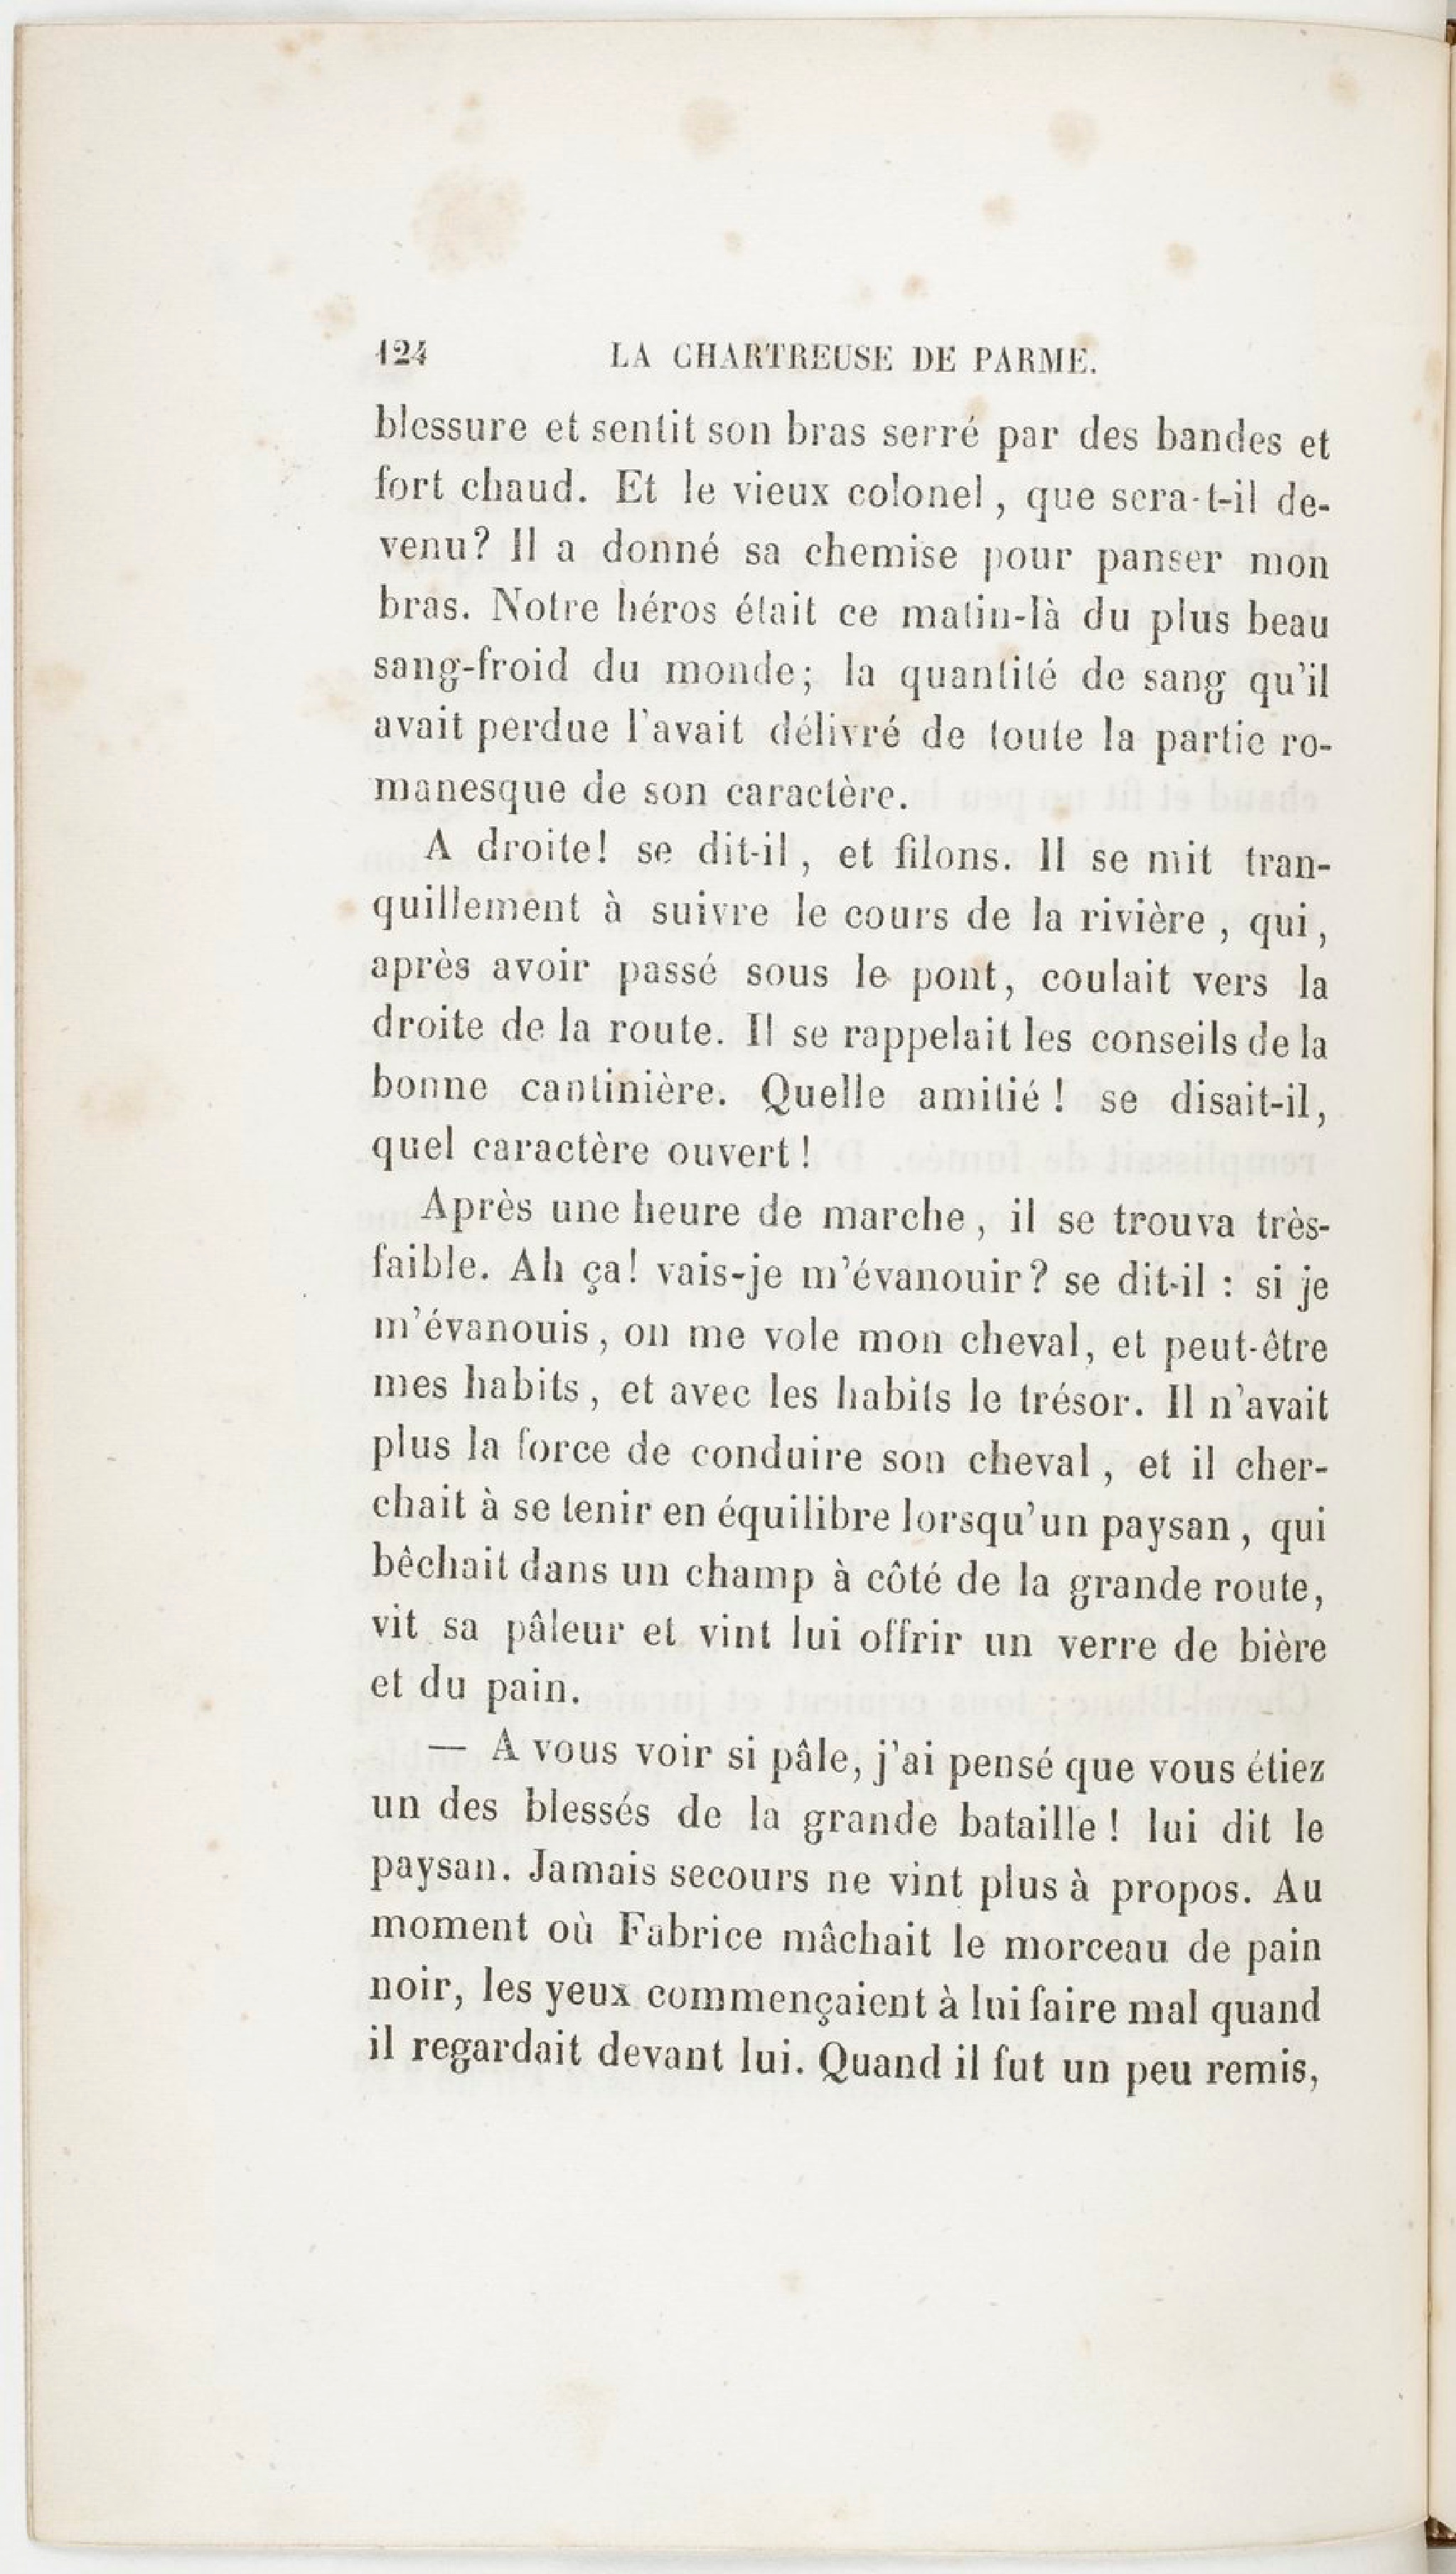 124 LA CHARTREUSE DE PARME.
blessure et sentit son bras serré par des bandes et
fort chaud. Et le vieux colonel, que sera-t-il de-
venu? Il a donné sa chemise pour panser mon
bras. Notre héros était ce matin-là du plus beau
sang-froid du monde; la quantité de sang qu'il
avait perdue l'avait délivré de toute la partie ro-
manesque de son caractère.
A droite! se dit-il, et filons. Il se mit tran-
quillement à suivre le cours de la rivière, qui,
après avoir passé sous le pont, coulait vers la
droite de la route. Il se rappelait les conseils de la
bonne cantinière. Quelle amitié! se disait-il,
quel caractère ouvert!
Après une heure de marche, il se trouva très-
faible. Ah ça! vais-je m'évanouir? se dit-il : si je
m'évanouis, on me vole mon cheval, et peut-être
mes habits, et avec les habits le trésor. Il n'avait
plus la force de conduire son cheval, et il cher-
chait à se tenir en équilibre lorsqu'un paysan, qui
bêchait dans un champ à côté de la grande route,
vit sa pâleur et vint lui offrir un verre de bière
et du pain.
— A vous voir si pâle, j'ai pensé que vous étiez
un des blessés de la grande bataille! lui dit le
paysan. Jamais secours ne vint plus à propos. Au
moment où Fabrice mâchait le morceau de pain
noir, les yeux commençaient à lui faire mal quand
il regardait devant lui. Quand il fut un peu remis,